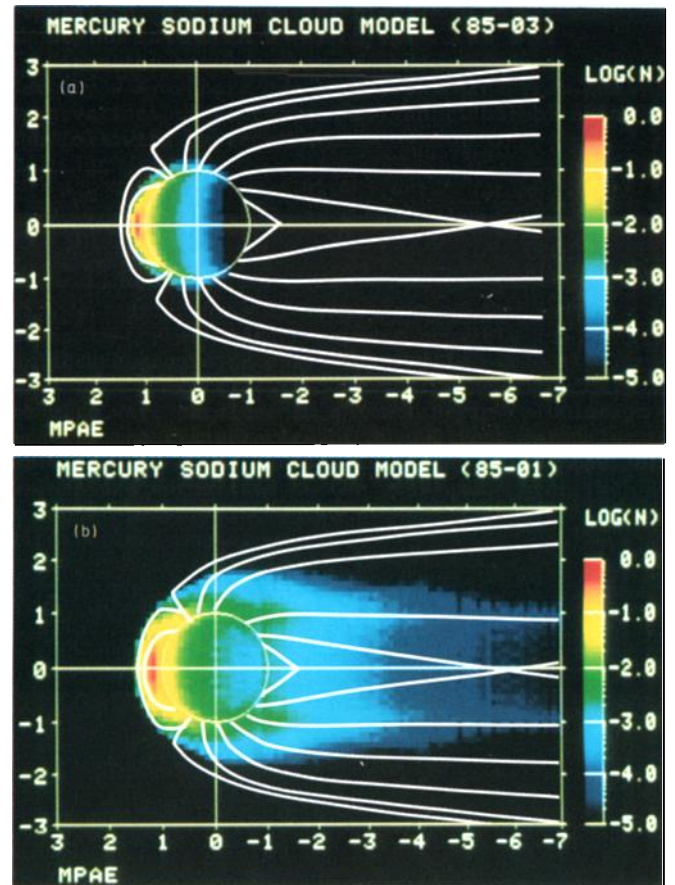 MERCURY SODIUM CLOUD MODEL (85-03)
LOG(N)
(a)
3
2
1
0
-1
-2
-3
0.0
-1.0
-2.0
-3.0
-4.0
-5.0
3 2 1 0 -1 -2 -3 -4 -5 -6 -7
MPAE
MERCURY SODIUM CLOUD MODEL (85-01)
LOG(N)
(b)
3
2
1
0
-1
-2
-3
0.0
-1.0
-2.0
-3.0
-4.0
-5.0
3 2 1 0 -1 -2 -3 -4 -5 -6 -7
MPAE